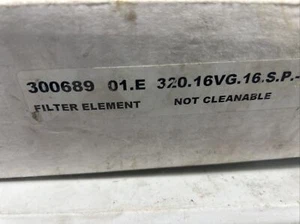 300689 01.E 320.16VG.16.S.P.-
FILTER ELEMENT NOT CLEANABLE